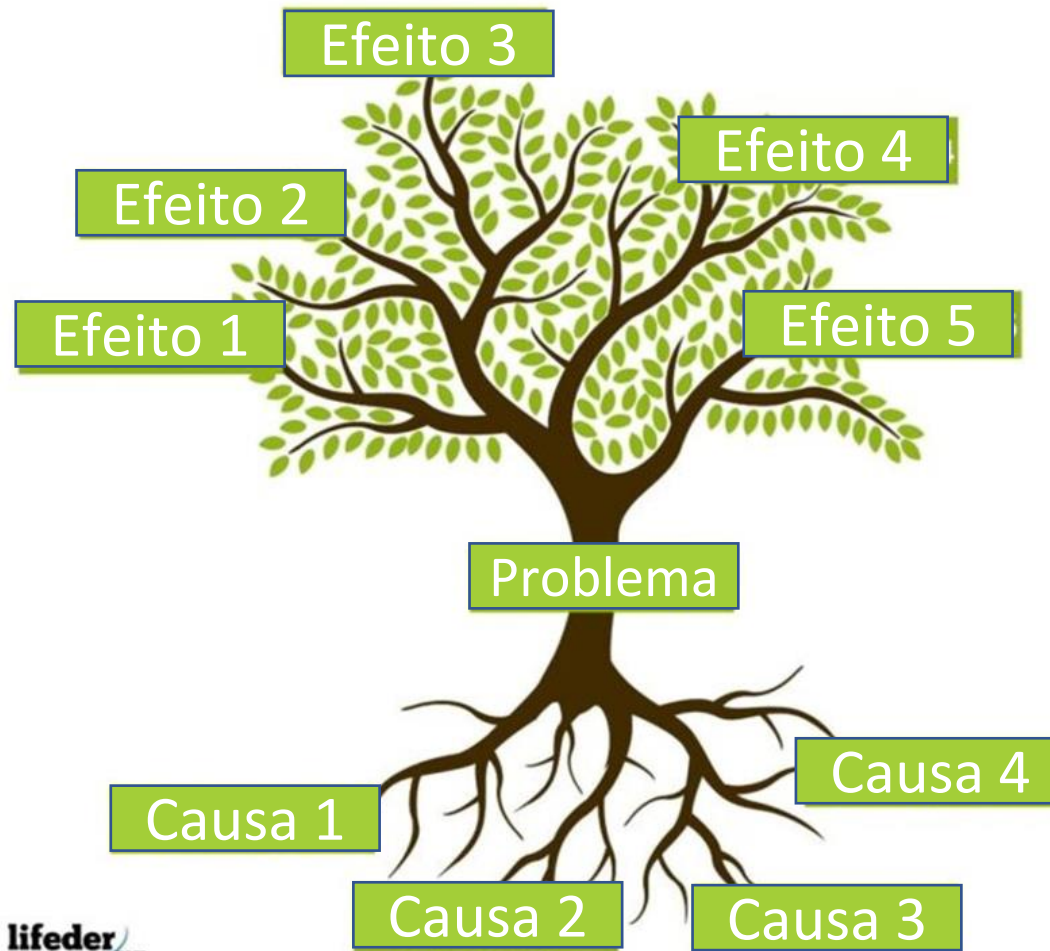 Efeito 3
Efeito 4
Efeito 2
Efeito 1
Efeito 5
Problema
Causa 4
Causa 1
Causa 2
Causa 3
lifeder